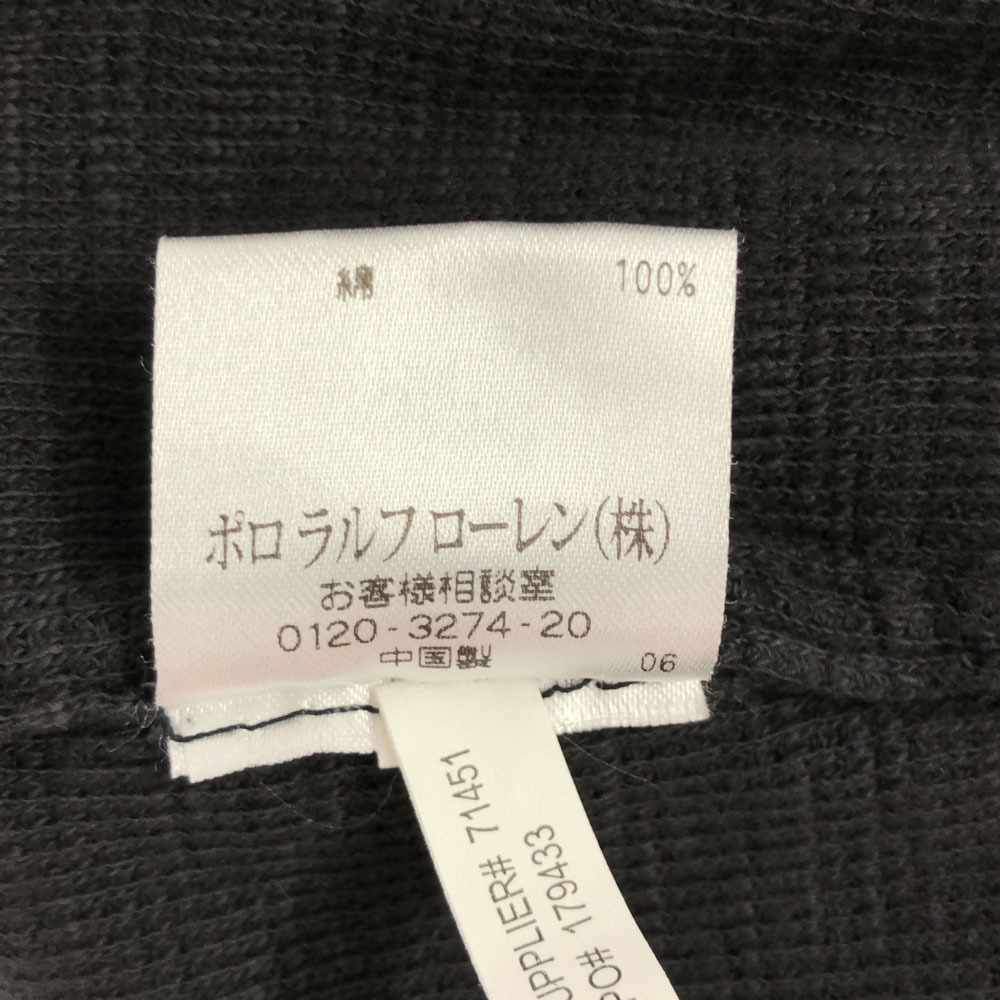 綿 100%
ポロ ラルフ ローレン(株)
お客様相談室
0120-3274-20
中国製 06
UPPLIER# 71451
PO# 179433